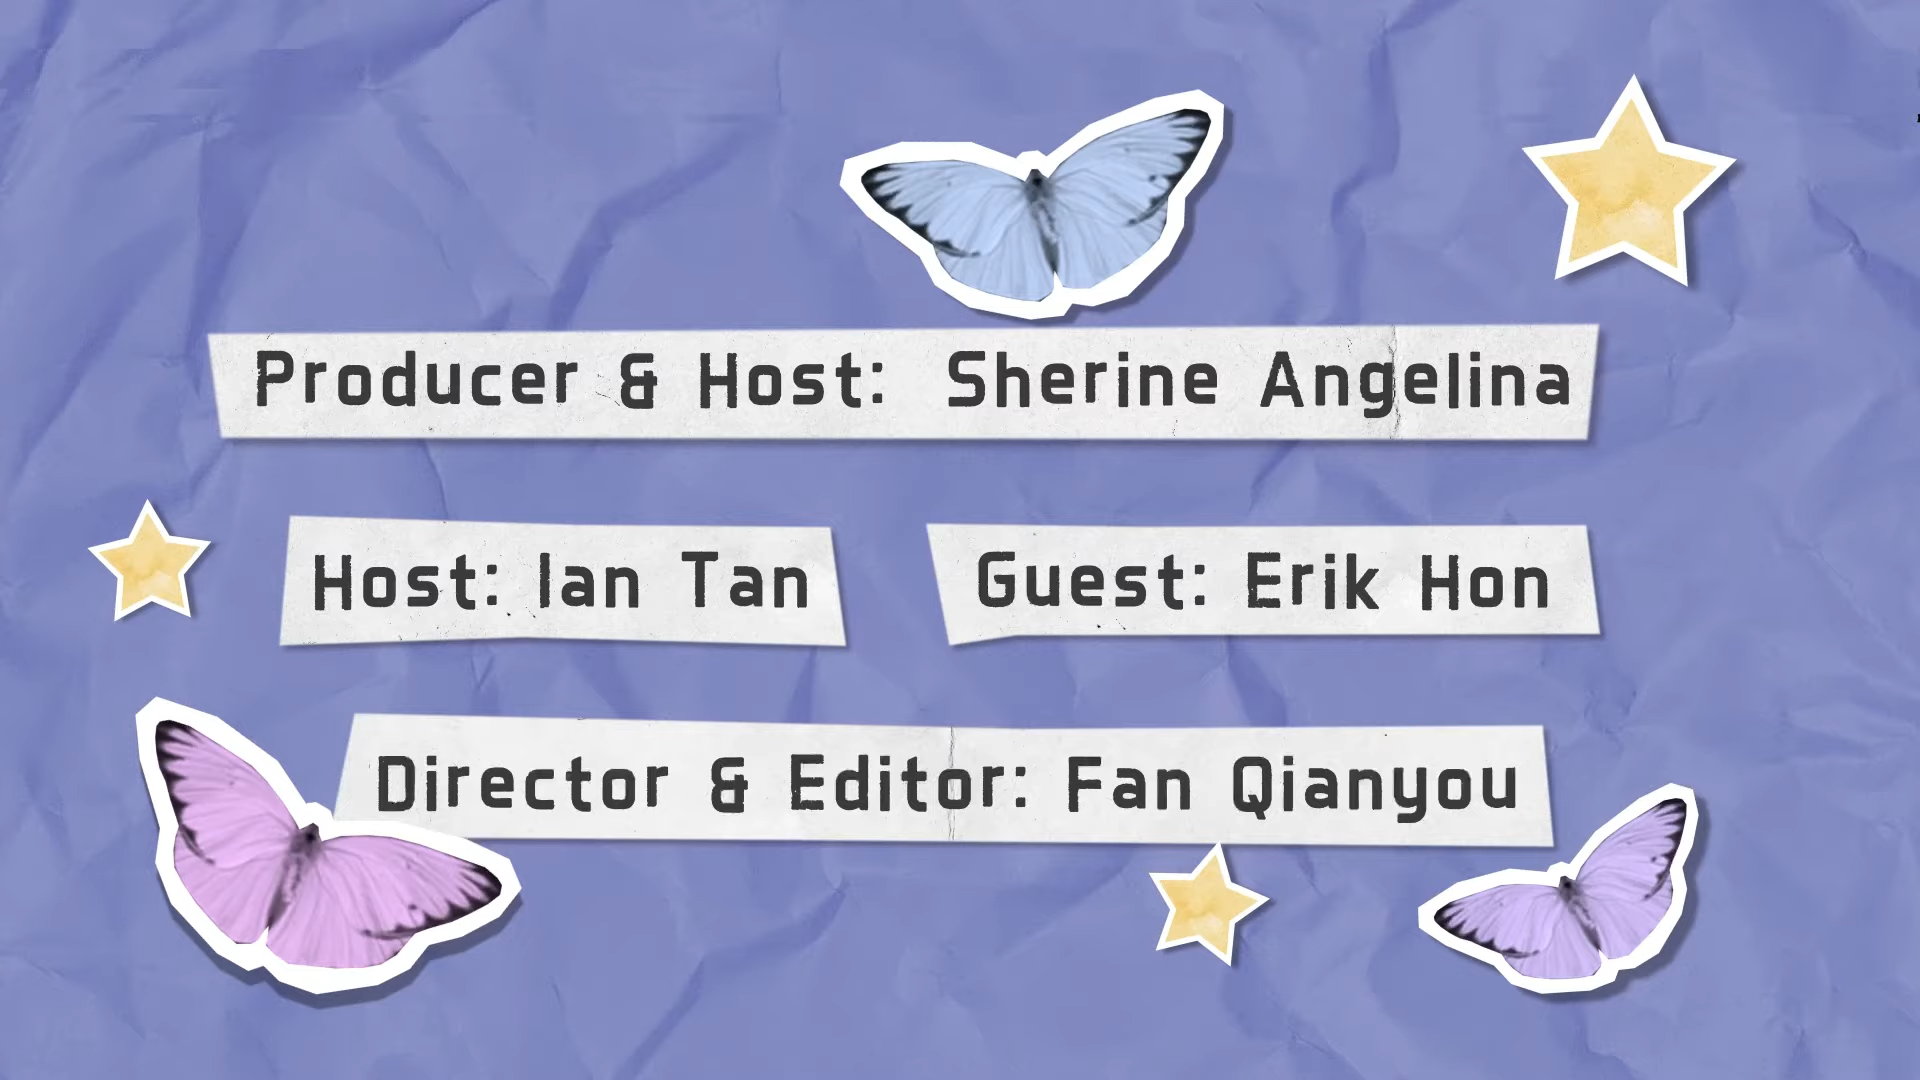 Producer & Host: Sherine Angelina
Host: Ian Tan
Guest: Erik Hon
Director & Editor: Fan Qianyou